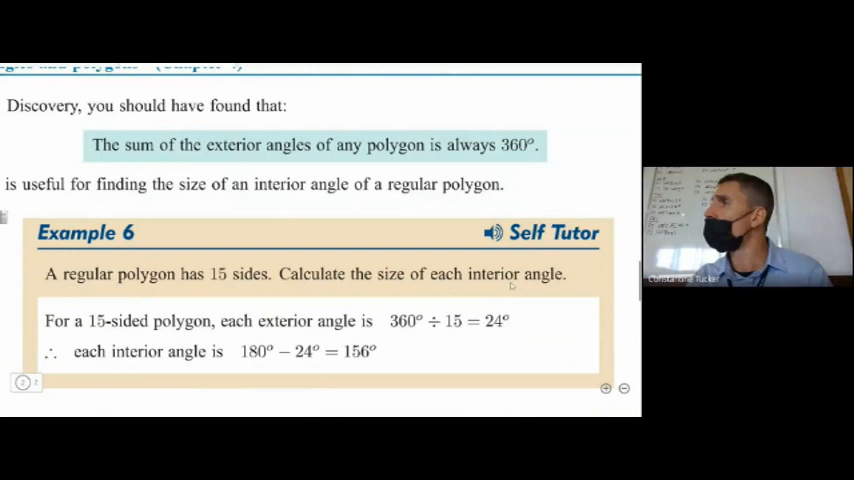 Discovery, you should have found that:
The sum of the exterior angles of any polygon is always 360°.
is useful for finding the size of an interior angle of a regular polygon.
Example 6
Self Tutor
A regular polygon has 15 sides. Calculate the size of each interior angle.
For a 15-sided polygon, each exterior angle is 360° ÷ 15 = 24°
∴ each interior angle is 180° − 24° = 156°
Tucker